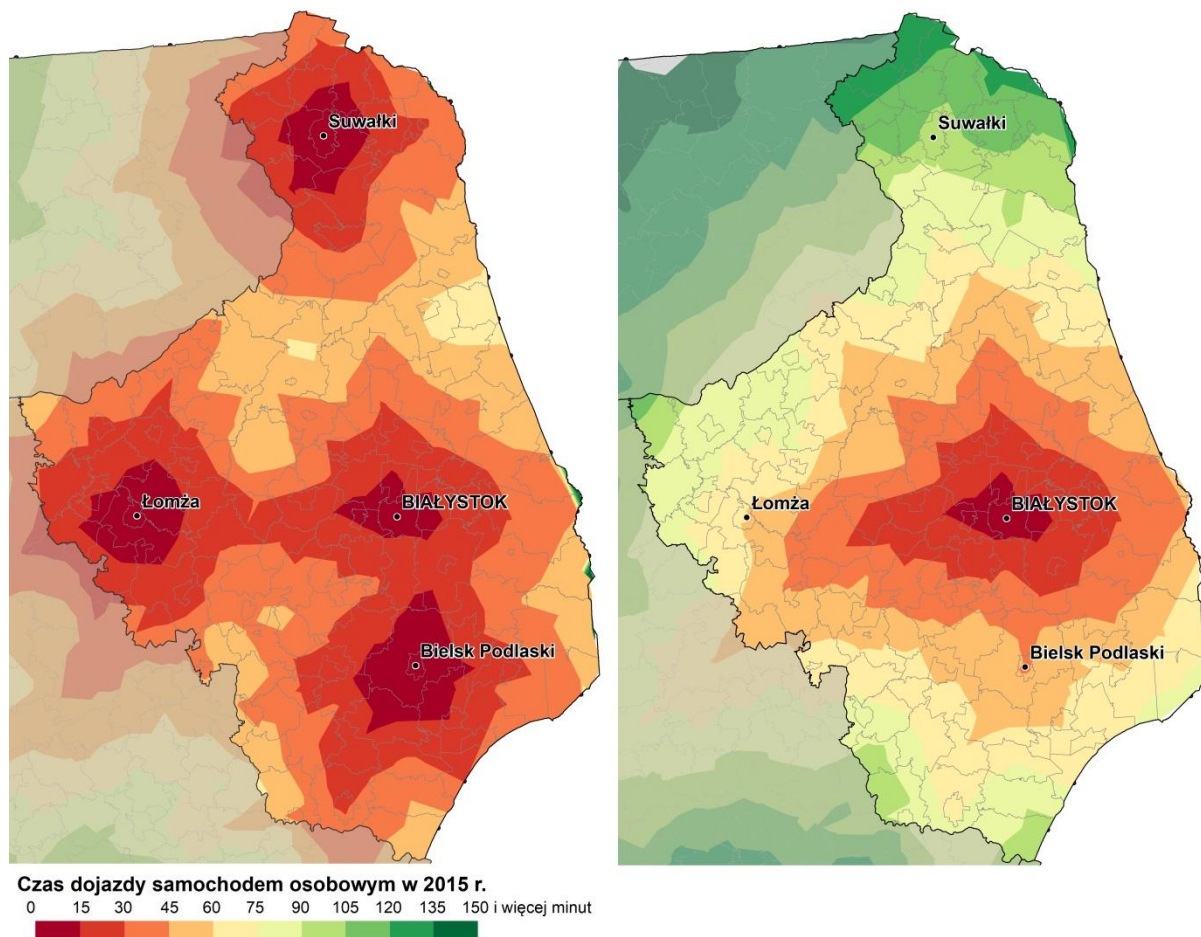 Suwałki
Łomża
BIAŁYSTOK
Bielsk Podlaski
Suwałki
Łomża
BIAŁYSTOK
Bielsk Podlaski
Czas dojazdy samochodem osobowym w 2015 r.
0 15 30 45 60 75 90 105 120 135 150 i więcej minut